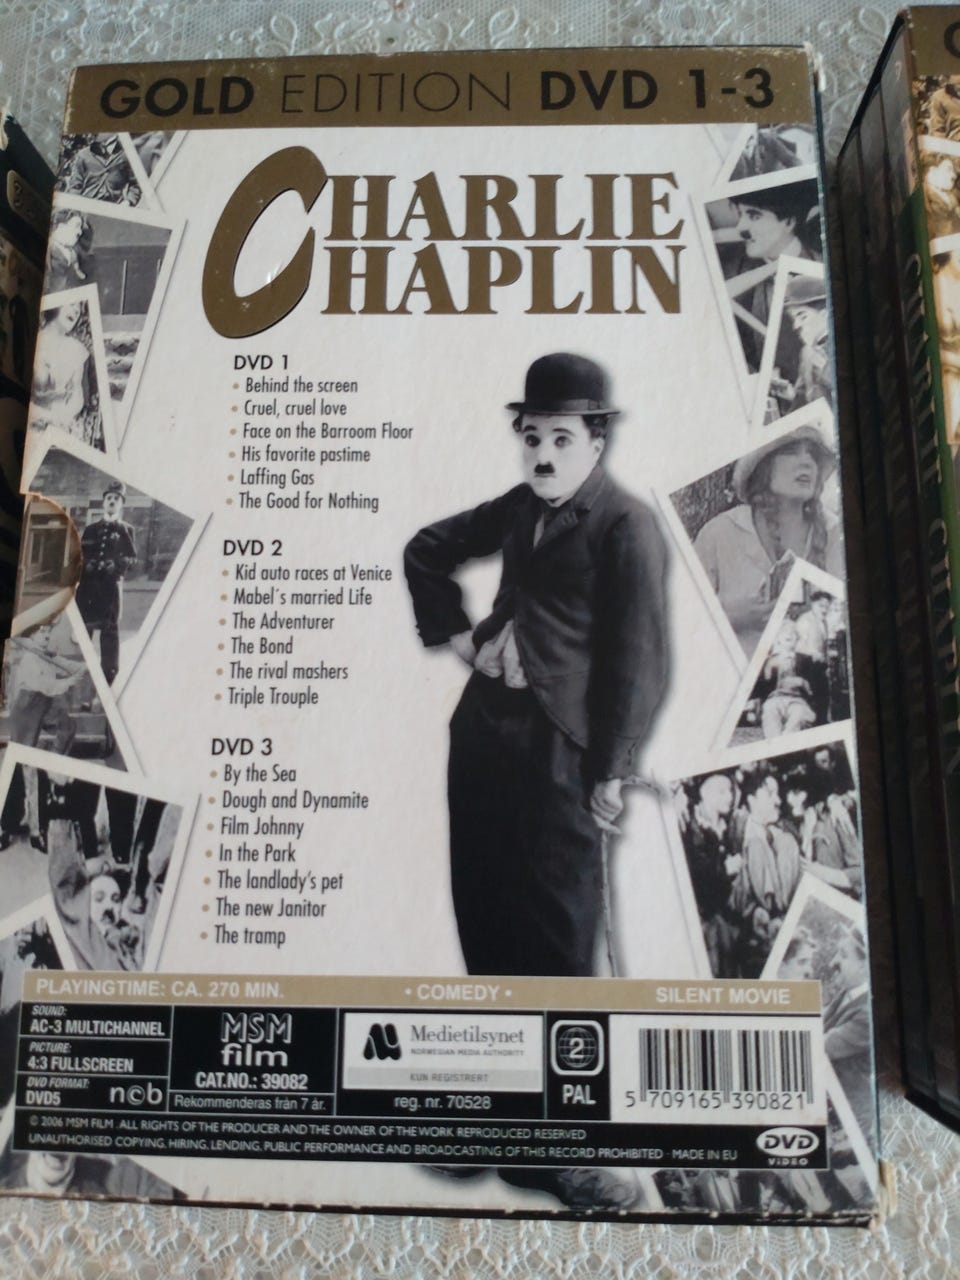 GOLD EDITION DVD 1-3
CHARLIE
CHAPLIN
DVD 1
• Behind the screen
• Cruel, cruel love
• Face on the Barroom Floor
• His favorite pastime
• Laffing Gas
• The Good for Nothing
DVD 2
• Kid auto races at Venice
• Mabel´s married Life
• The Adventurer
• The Bond
• The rival mashers
• Triple Trouple
DVD 3
• By the Sea
• Dough and Dynamite
• Film Johnny
• In the Park
• The landlady's pet
• The new Janitor
• The tramp
PLAYINGTIME: CA. 270 MIN. • COMEDY • SILENT MOVIE
SOUND:
AC-3 MULTICHANNEL
PICTURE:
4:3 FULLSCREEN
DVD FORMAT:
DVD5
ncb
MSM
film
CAT.NO.: 39082
Rekommenderas från 7 år.
Medietilsynet
NORWEGIAN MEDIA AUTHORITY
KUN REGISTRERT
reg. nr. 70528
2
PAL
5 709165 390821
© 2006 MSM FILM. ALL RIGHTS OF THE PRODUCER AND THE OWNER OF THE WORK REPRODUCED RESERVED
UNAUTHORISED COPYING, HIRING, LENDING, PUBLIC PERFORMANCE AND BROADCASTING OF THIS RECORD PROHIBITED · MADE IN EU
DVD
VIDEO